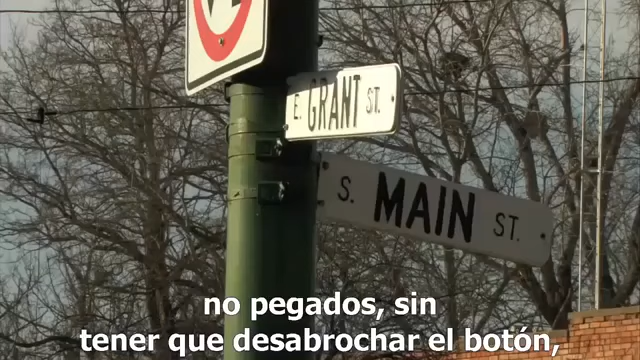 E. GRANT ST.
S. MAIN ST.
no pegados, sin
tener que desabrochar el botón,